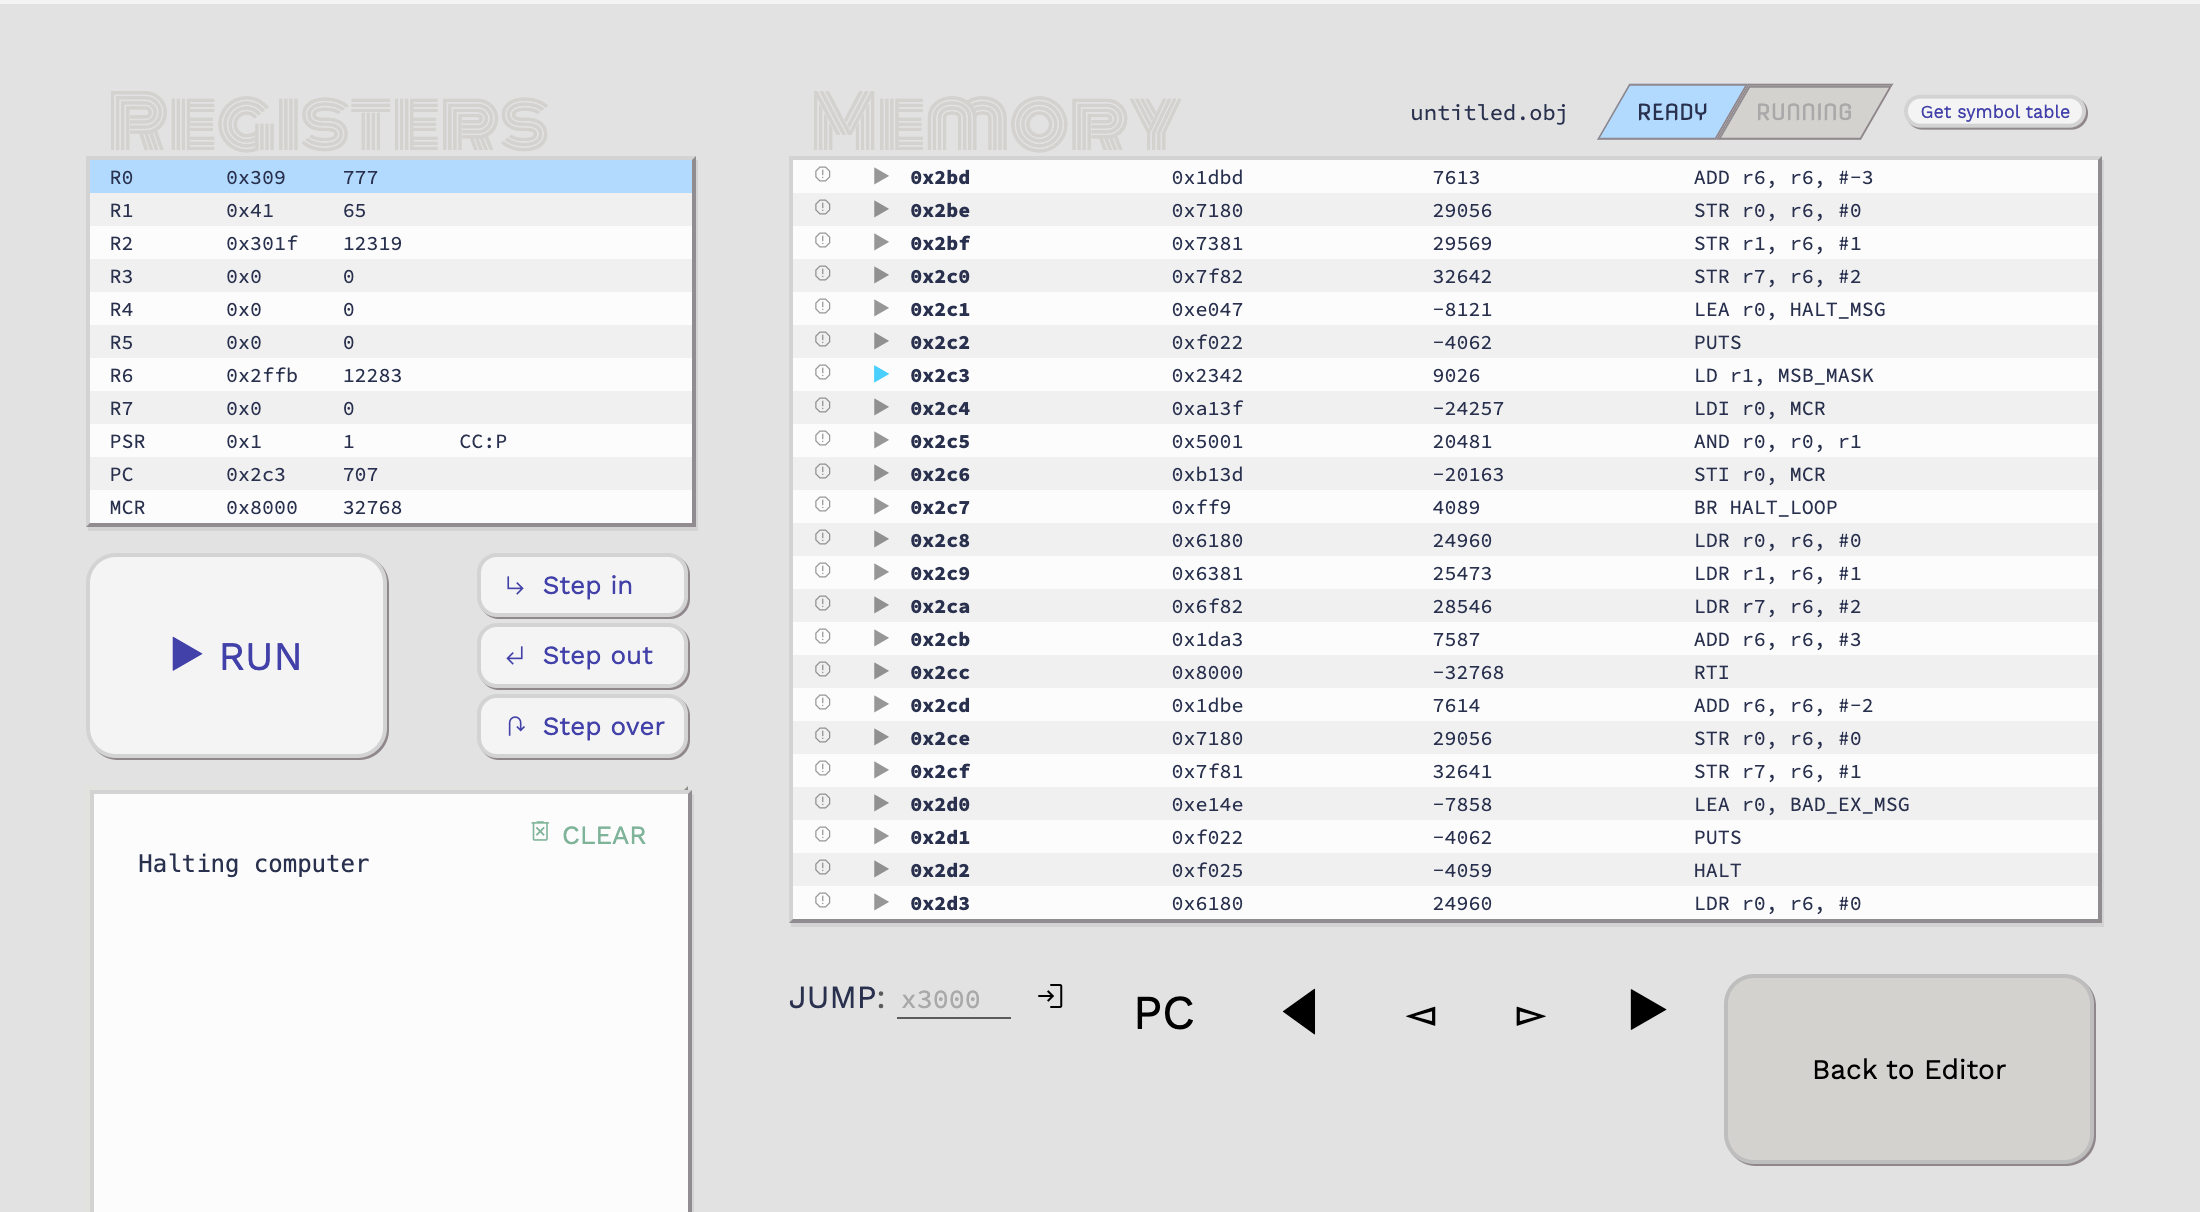 Registers
R0 0x309 777
R1 0x41 65
R2 0x301f 12319
R3 0x0 0
R4 0x0 0
R5 0x0 0
R6 0x2ffb 12283
R7 0x0 0
PSR 0x1 1 CC:P
PC 0x2c3 707
MCR 0x8000 32768
RUN
Step in
Step out
Step over
CLEAR
Halting computer
Memory
untitled.obj READY RUNNING Get symbol table
0x2bd 0x1dbd 7613 ADD r6, r6, #-3
0x2be 0x7180 29056 STR r0, r6, #0
0x2bf 0x7381 29569 STR r1, r6, #1
0x2c0 0x7f82 32642 STR r7, r6, #2
0x2c1 0xe047 -8121 LEA r0, HALT_MSG
0x2c2 0xf022 -4062 PUTS
0x2c3 0x2342 9026 LD r1, MSB_MASK
0x2c4 0xa13f -24257 LDI r0, MCR
0x2c5 0x5001 20481 AND r0, r0, r1
0x2c6 0xb13d -20163 STI r0, MCR
0x2c7 0xff9 4089 BR HALT_LOOP
0x2c8 0x6180 24960 LDR r0, r6, #0
0x2c9 0x6381 25473 LDR r1, r6, #1
0x2ca 0x6f82 28546 LDR r7, r6, #2
0x2cb 0x1da3 7587 ADD r6, r6, #3
0x2cc 0x8000 -32768 RTI
0x2cd 0x1dbe 7614 ADD r6, r6, #-2
0x2ce 0x7180 29056 STR r0, r6, #0
0x2cf 0x7f81 32641 STR r7, r6, #1
0x2d0 0xe14e -7858 LEA r0, BAD_EX_MSG
0x2d1 0xf022 -4062 PUTS
0x2d2 0xf025 -4059 HALT
0x2d3 0x6180 24960 LDR r0, r6, #0
JUMP: x3000 PC
Back to Editor